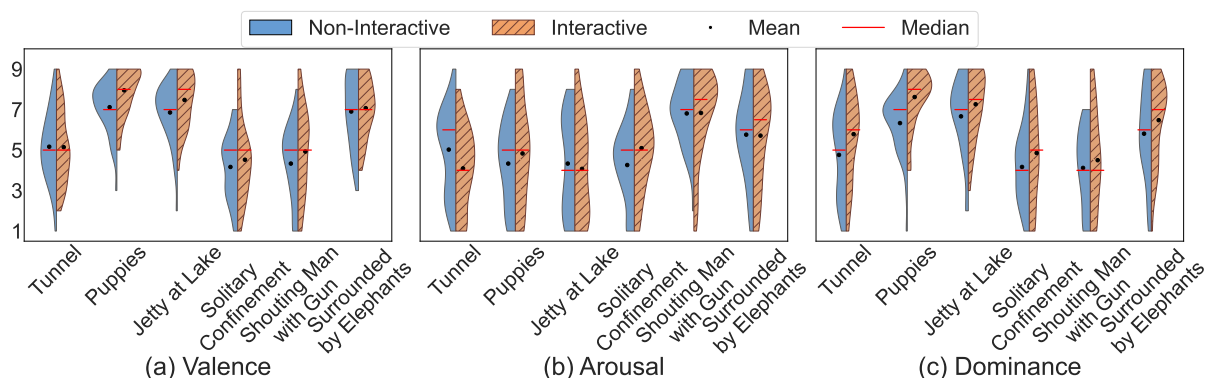 Non-Interactive Interactive Mean Median
9
7
5
3
1
Tunnel
Puppies
Jetty at Lake
Solitary
Confinement
Shouting Man
with Gun
Surrounded
by Elephants
(a) Valence
Tunnel
Puppies
Jetty at Lake
Solitary
Confinement
Shouting Man
with Gun
Surrounded
by Elephants
(b) Arousal
Tunnel
Puppies
Jetty at Lake
Solitary
Confinement
Shouting Man
with Gun
Surrounded
by Elephants
(c) Dominance